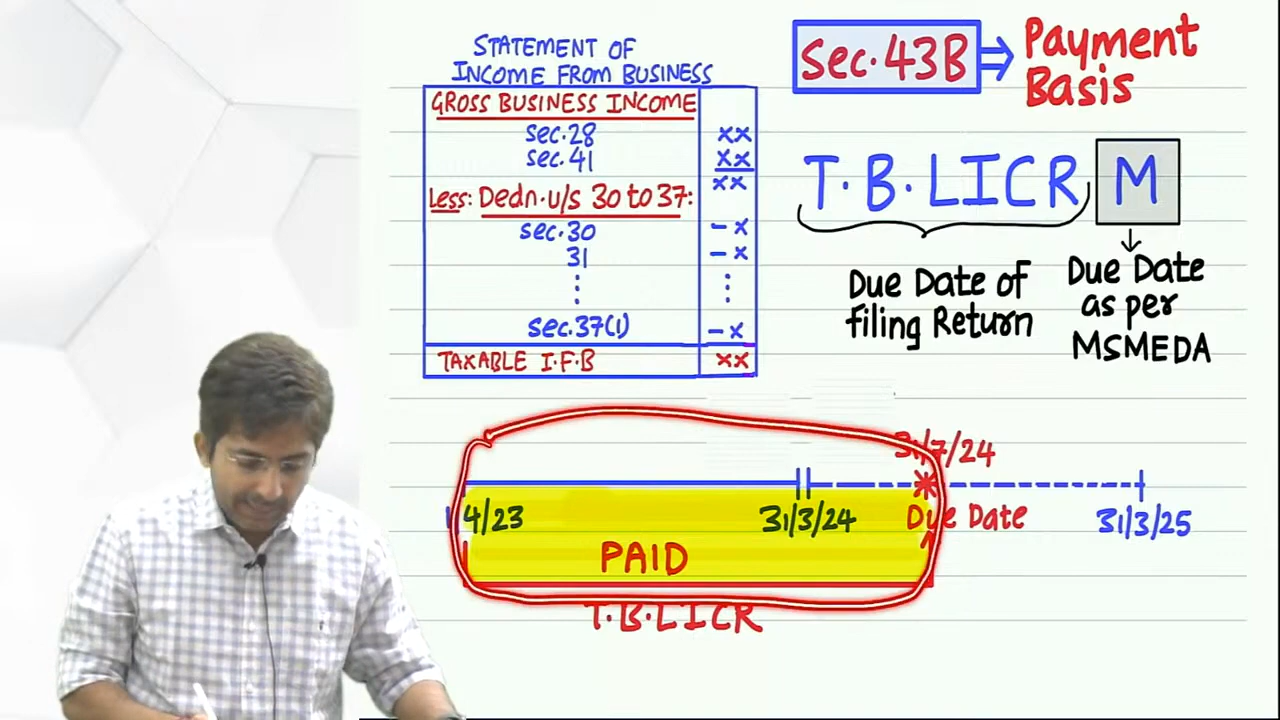 STATEMENT OF
INCOME FROM BUSINESS
GROSS BUSINESS INCOME
sec.28 xx
sec.41 xx
xx
Less: Dedn.u/s 30 to 37:
sec.30 - x
31 - x
⋮ ⋮
sec.37(1) - x
TAXABLE I.F.B xx
Sec.43B ⇒ Payment
Basis
T.B.LICR M
↓
Due Date of
filing Return
Due Date
as per
MSMEDA
31/7/24
1/4/23 31/3/24 Due Date 31/3/25
PAID
T.B.LICR